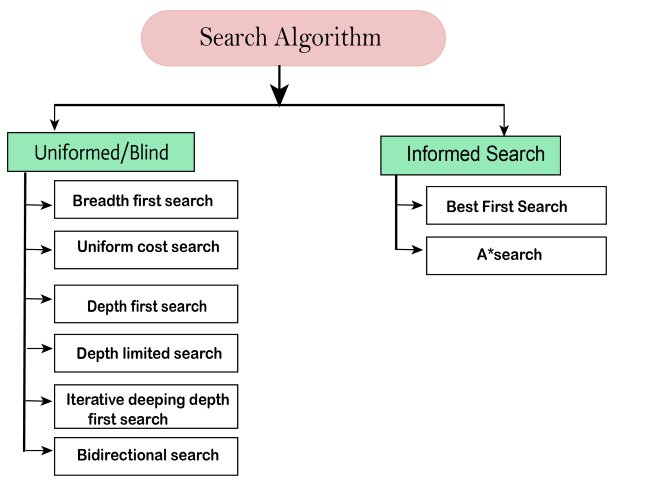 Search Algorithm
Uniformed/Blind
Breadth first search
Uniform cost search
Depth first search
Depth limited search
Iterative deeping depth
first search
Bidirectional search
Informed Search
Best First Search
A*search